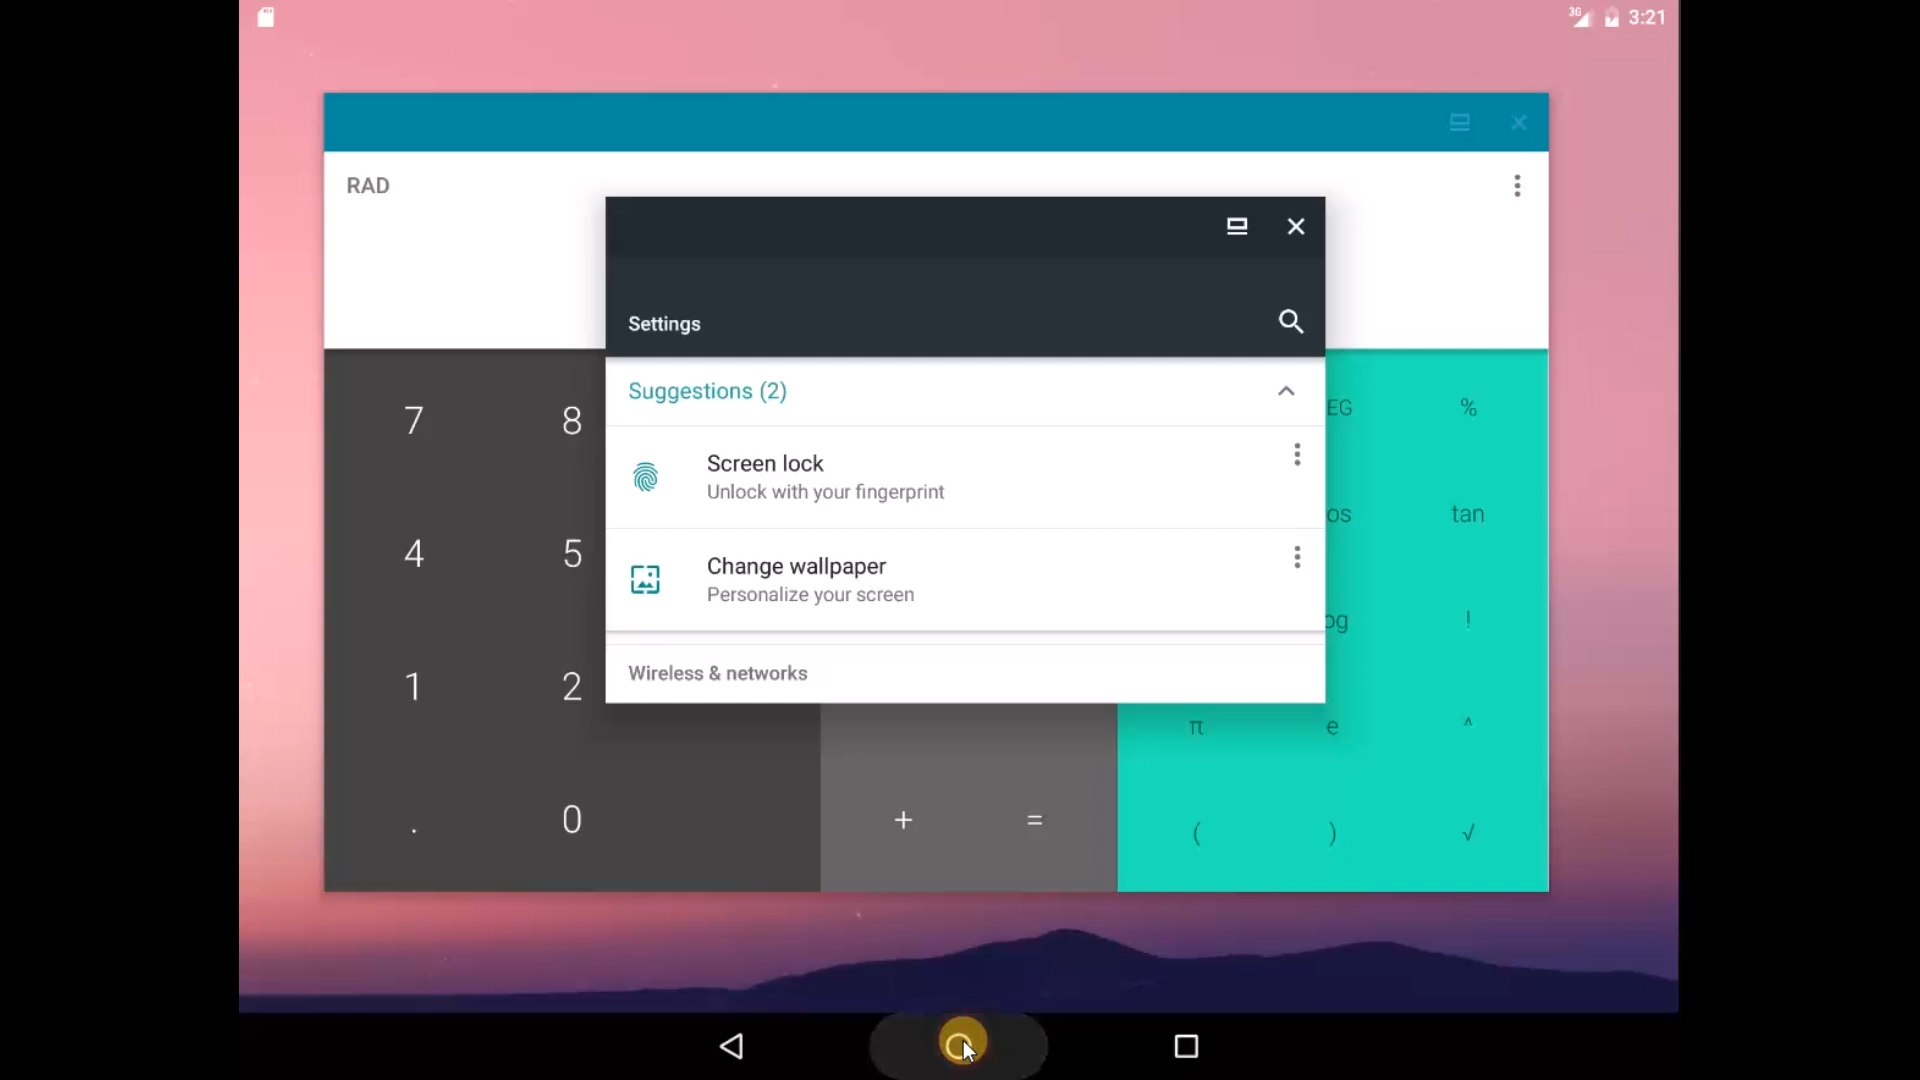 3G 3:21
RAD
Settings
Suggestions (2)
Screen lock
Unlock with your fingerprint
Change wallpaper
Personalize your screen
Wireless & networks
7 8 EG %
4 5 os tan
1 2 og !
π e ^
. 0 + = ( ) √